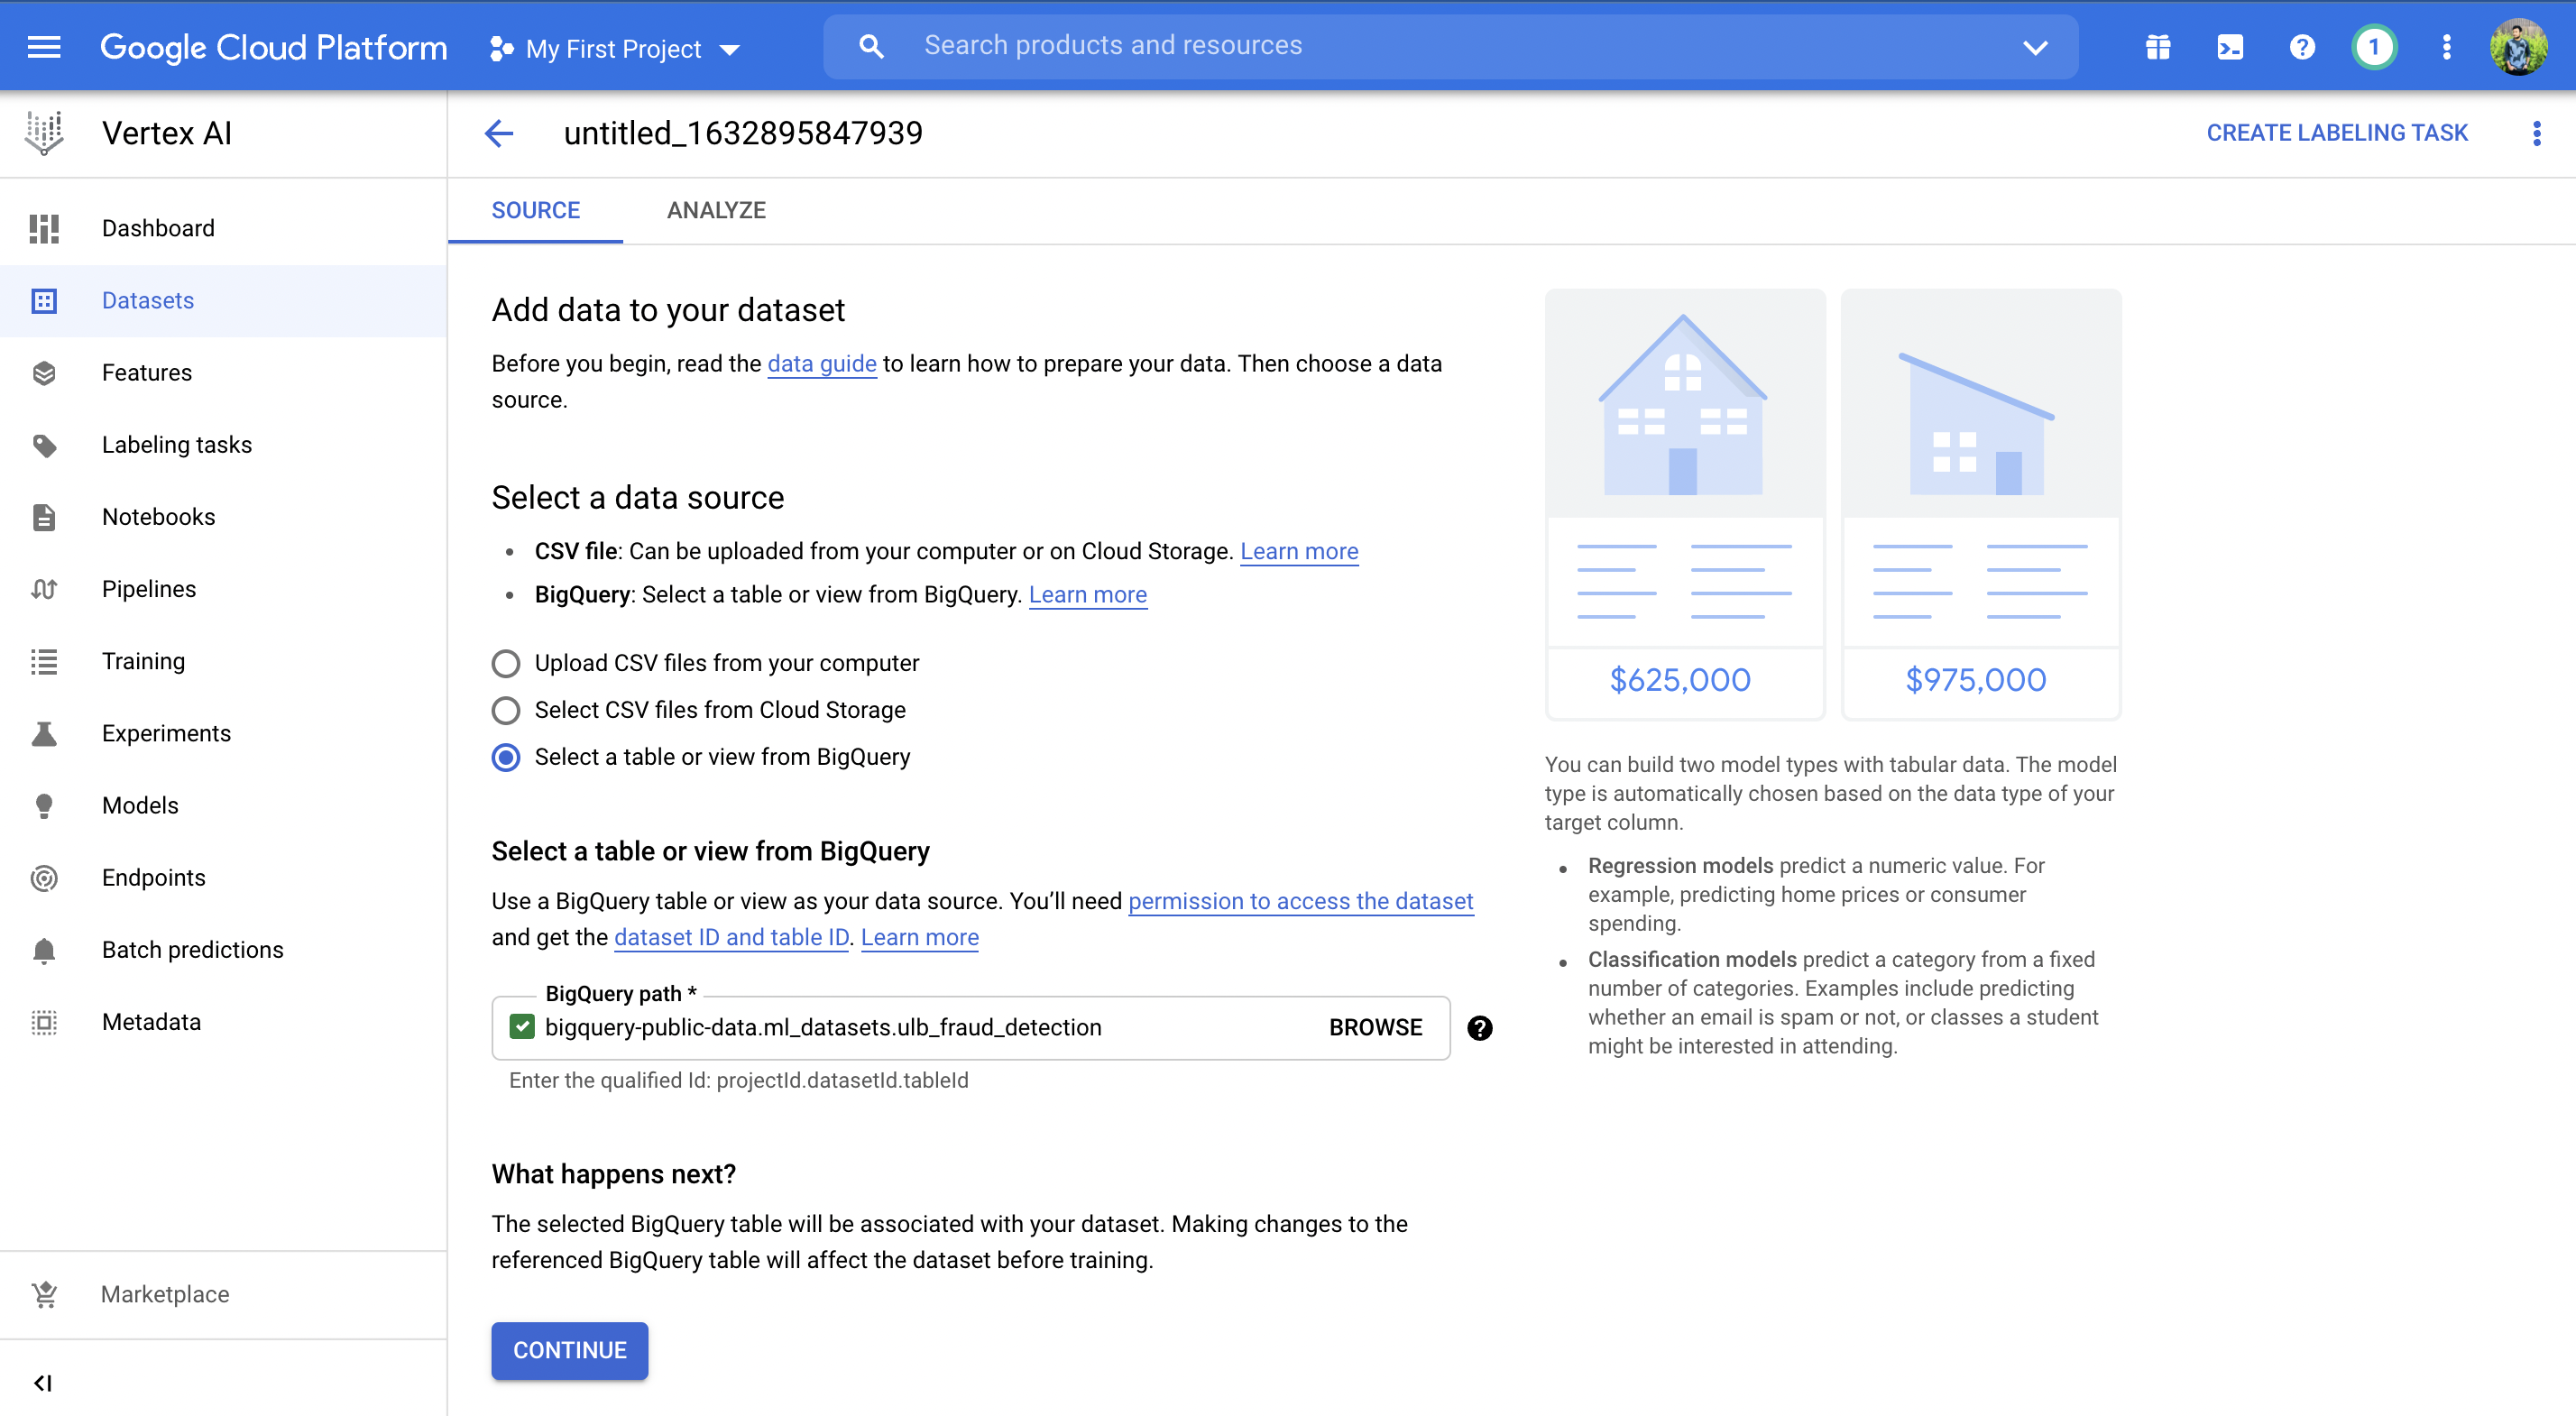 Google Cloud Platform
My First Project
Search products and resources
1
Vertex AI
untitled_1632895847939
CREATE LABELING TASK
Dashboard
Datasets
Features
Labeling tasks
Notebooks
Pipelines
Training
Experiments
Models
Endpoints
Batch predictions
Metadata
Marketplace
SOURCE
ANALYZE
Add data to your dataset
Before you begin, read the data guide to learn how to prepare your data. Then choose a data
source.
Select a data source
• CSV file: Can be uploaded from your computer or on Cloud Storage. Learn more
• BigQuery: Select a table or view from BigQuery. Learn more
Upload CSV files from your computer
Select CSV files from Cloud Storage
Select a table or view from BigQuery
Select a table or view from BigQuery
Use a BigQuery table or view as your data source. You’ll need permission to access the dataset
and get the dataset ID and table ID. Learn more
BigQuery path *
bigquery-public-data.ml_datasets.ulb_fraud_detection
BROWSE
Enter the qualified Id: projectId.datasetId.tableId
What happens next?
The selected BigQuery table will be associated with your dataset. Making changes to the
referenced BigQuery table will affect the dataset before training.
CONTINUE
$625,000
$975,000
You can build two model types with tabular data. The model
type is automatically chosen based on the data type of your
target column.
• Regression models predict a numeric value. For
example, predicting home prices or consumer
spending.
• Classification models predict a category from a fixed
number of categories. Examples include predicting
whether an email is spam or not, or classes a student
might be interested in attending.